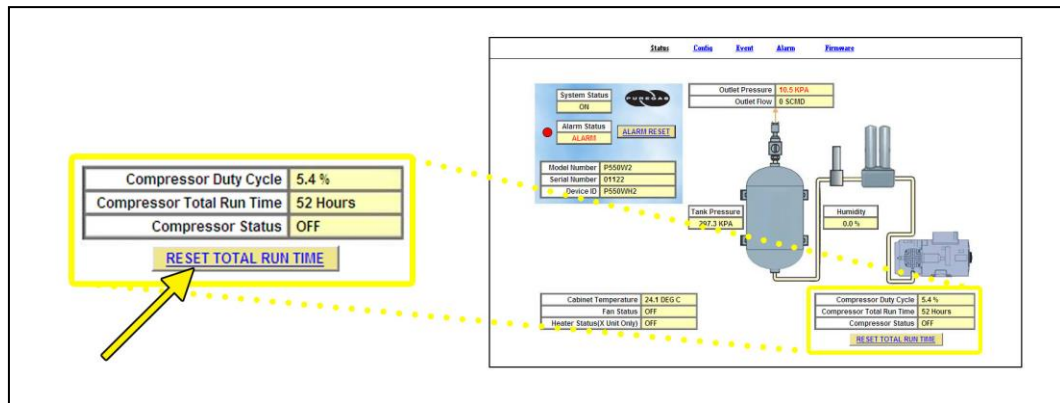 Compressor Duty Cycle 5.4 %
Compressor Total Run Time 52 Hours
Compressor Status OFF
RESET TOTAL RUN TIME
Status Config Event Alarm Firmware
System Status
ON
PUREGAS
Alarm Status
ALARM
ALARM RESET
Model Number P550W2
Serial Number 01122
Device ID P550WH2
Outlet Pressure 10.5 KPA
Outlet Flow 0 SCMD
Tank Pressure
297.3 KPA
Humidity
0.0 %
Cabinet Temperature 24.1 DEG C
Fan Status OFF
Heater Status(X Unit Only) OFF
Compressor Duty Cycle 5.4 %
Compressor Total Run Time 52 Hours
Compressor Status OFF
RESET TOTAL RUN TIME